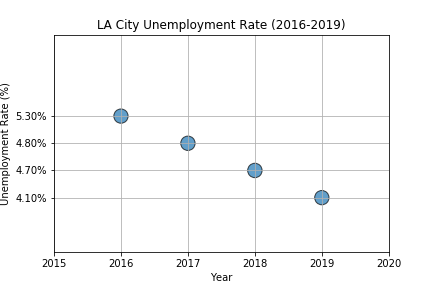 LA City Unemployment Rate (2016-2019)
Unemployment Rate (%)
5.30%
4.80%
4.70%
4.10%
2015 2016 2017 2018 2019 2020
Year